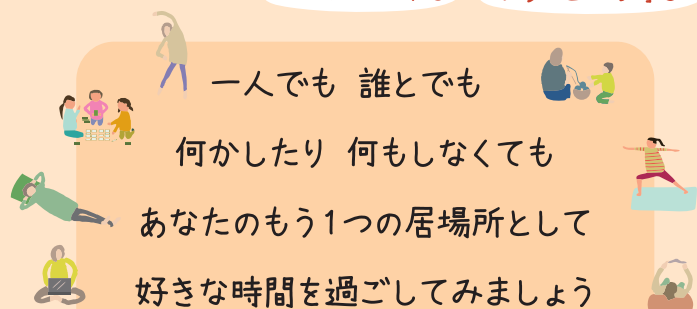 一人でも 誰とでも
何かしたり 何もしなくても
あなたのもう1つの居場所として
好きな時間を過ごしてみましょう